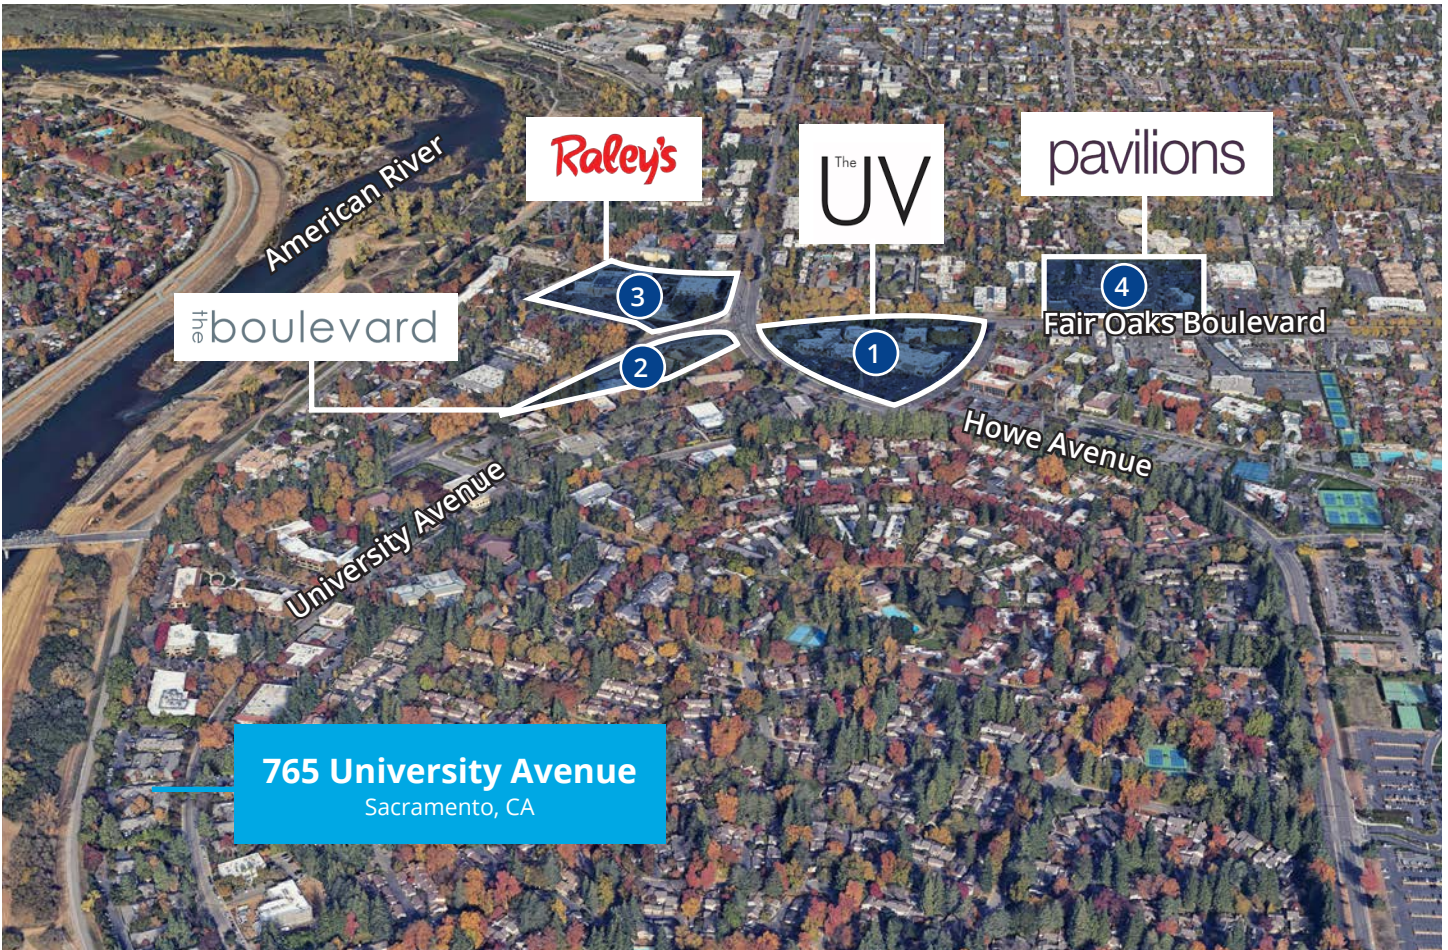 American River
Raley's
The
UV
pavilions
the boulevard
3
4
Fair Oaks Boulevard
2
1
Howe Avenue
University Avenue
765 University Avenue
Sacramento, CA